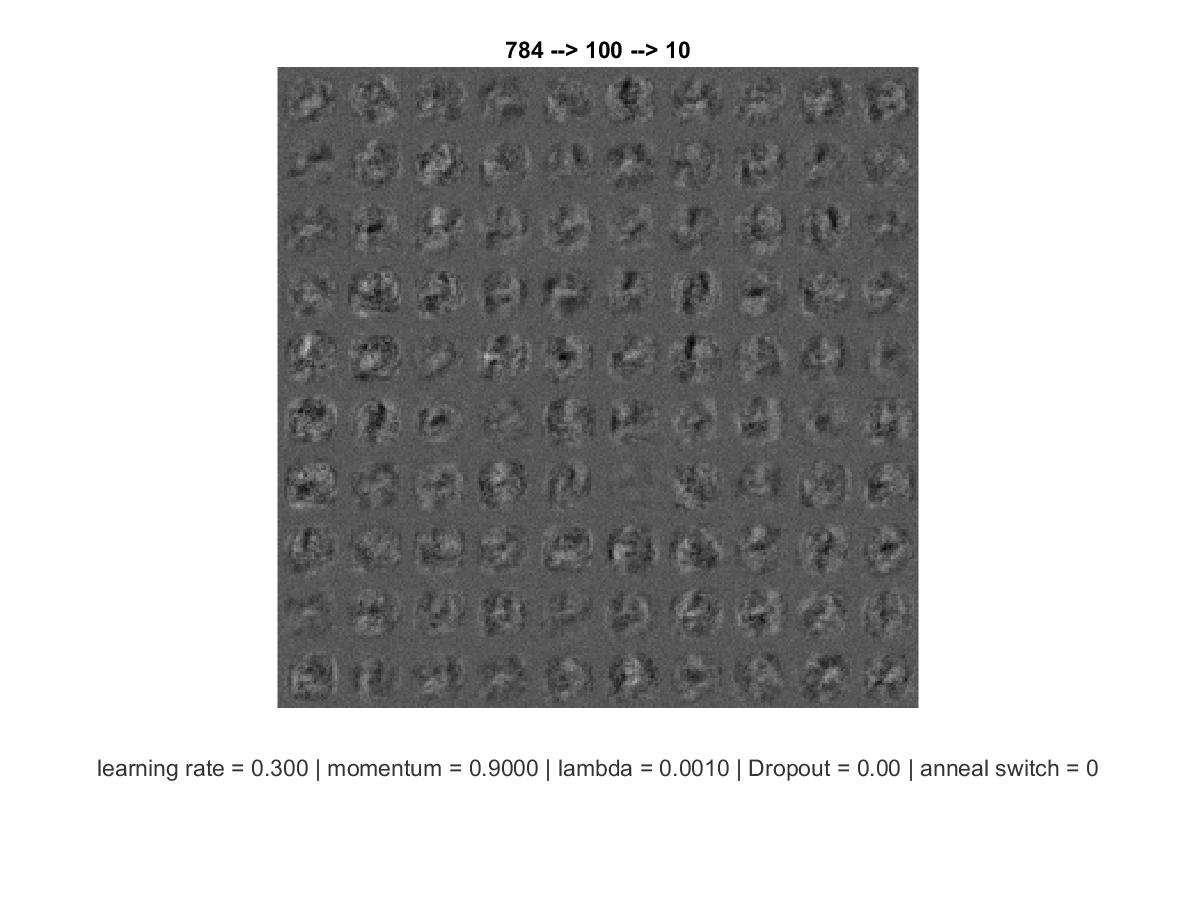 784 --> 100 --> 10
learning rate = 0.300 | momentum = 0.9000 | lambda = 0.0010 | Dropout = 0.00 | anneal switch = 0